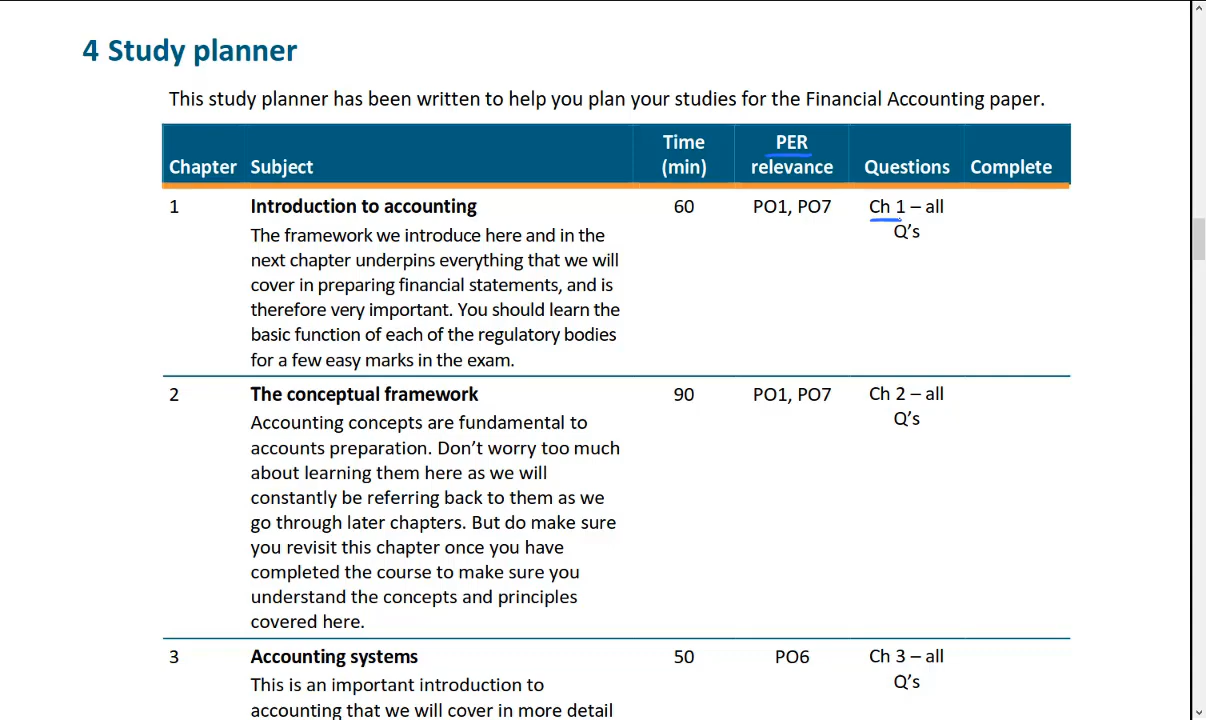 4 Study planner
This study planner has been written to help you plan your studies for the Financial Accounting paper.
Chapter Subject Time (min) PER relevance Questions Complete
1 Introduction to accounting 60 PO1, PO7 Ch 1 – all Q’s
The framework we introduce here and in the
next chapter underpins everything that we will
cover in preparing financial statements, and is
therefore very important. You should learn the
basic function of each of the regulatory bodies
for a few easy marks in the exam.
2 The conceptual framework 90 PO1, PO7 Ch 2 – all Q’s
Accounting concepts are fundamental to
accounts preparation. Don’t worry too much
about learning them here as we will
constantly be referring back to them as we
go through later chapters. But do make sure
you revisit this chapter once you have
completed the course to make sure you
understand the concepts and principles
covered here.
3 Accounting systems 50 PO6 Ch 3 – all Q’s
This is an important introduction to
accounting that we will cover in more detail